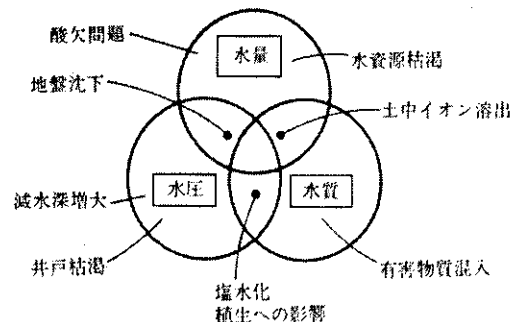 酸欠問題
水量
水資源枯渇
地盤沈下
土中イオン溶出
減水深増大
水圧
水質
井戸枯渇
有害物質混入
塩水化
植生への影響